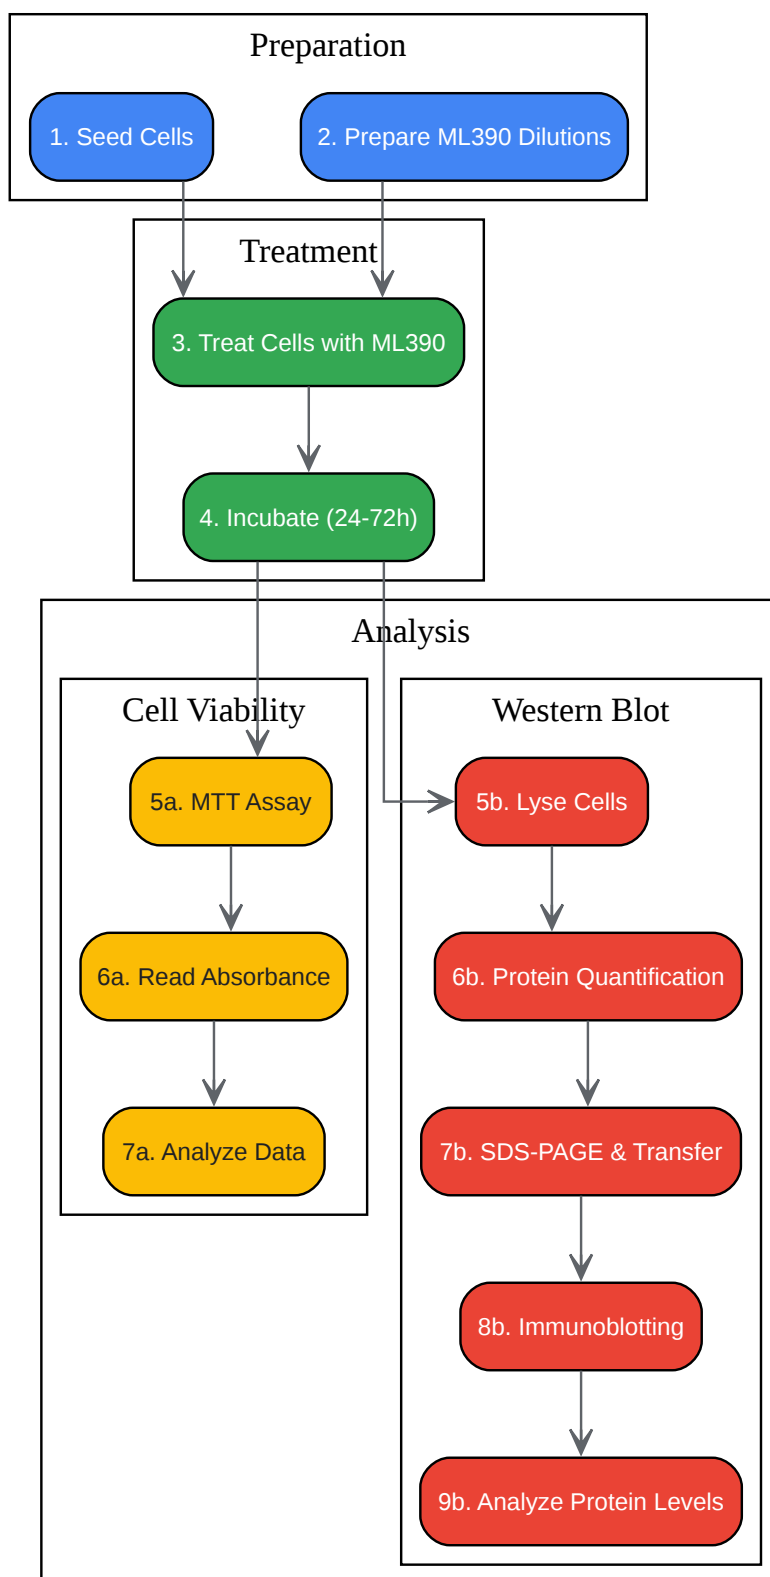 Preparation
1. Seed Cells
2. Prepare ML390 Dilutions
Treatment
3. Treat Cells with ML390
4. Incubate (24-72h)
Analysis
Cell Viability
5a. MTT Assay
6a. Read Absorbance
7a. Analyze Data
Western Blot
5b. Lyse Cells
6b. Protein Quantification
7b. SDS-PAGE & Transfer
8b. Immunoblotting
9b. Analyze Protein Levels